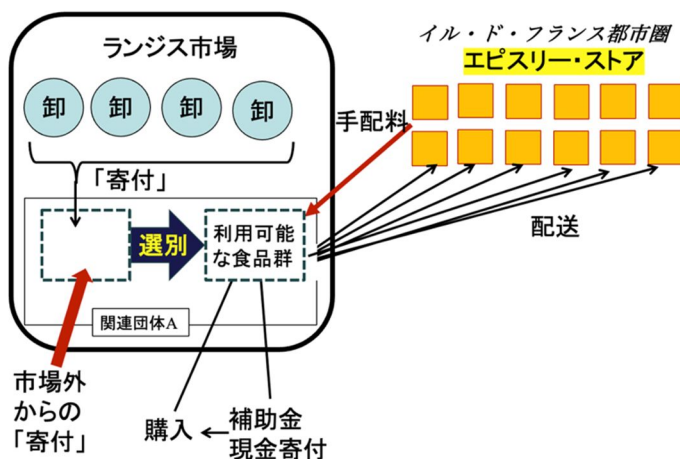 ランジス市場
卸 卸 卸 卸
「寄付」
選別
利用可能
な食品群
関連団体A
市場外
からの
「寄付」
購入
補助金
現金寄付
イル・ド・フランス都市圏
エピスリー・ストア
手配料
配送